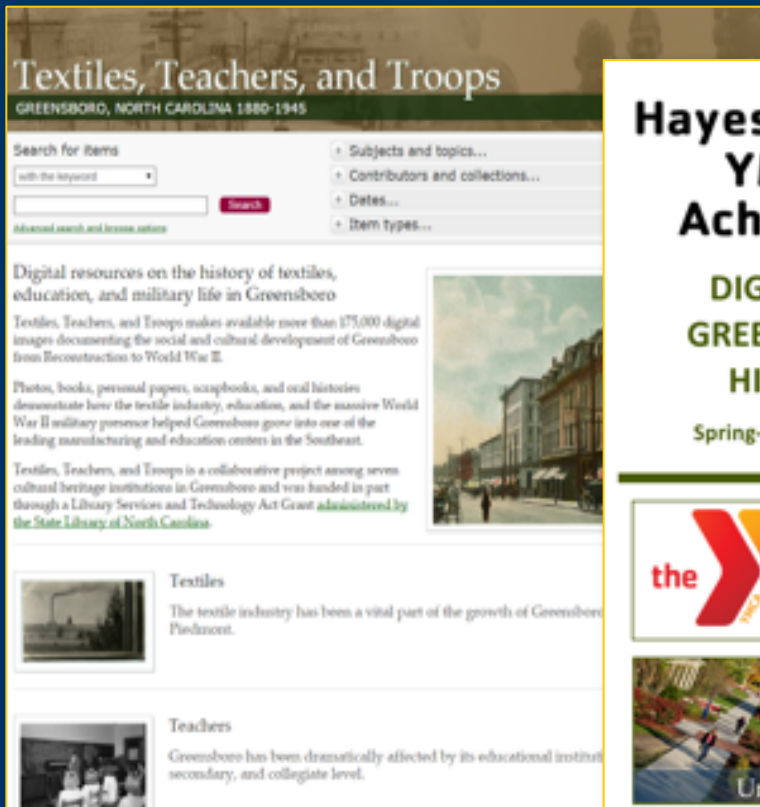 Textiles, Teachers, and Troops
GREENSBORO, NORTH CAROLINA 1880-1945
Search for items
with the keyword
Search
Advanced search and browse options
+ Subjects and topics...
+ Contributors and collections...
+ Dates...
+ Item types...
Digital resources on the history of textiles,
education, and military life in Greensboro
Textiles, Teachers, and Troops makes available more than 175,000 digital
images documenting the social and cultural development of Greensboro
from Reconstruction to World War II.
Photos, books, personal papers, scrapbooks, and oral histories
demonstrate how the textile industry, education, and the massive World
War II military presence helped Greensboro grow into one of the
leading manufacturing and education centers in the Southeast.
Textiles, Teachers, and Troops is a collaborative project among seven
cultural heritage institutions in Greensboro and was funded in part
through a Library Services and Technology Act Grant administered by
the State Library of North Carolina.
Textiles
The textile industry has been a vital part of the growth of Greensboro
Piedmont.
Teachers
Greensboro has been dramatically affected by its educational institut
secondary, and collegiate level.
Hayes
Y
Ach
DIG
GREE
HI
Spring-
the
YMCA
Un